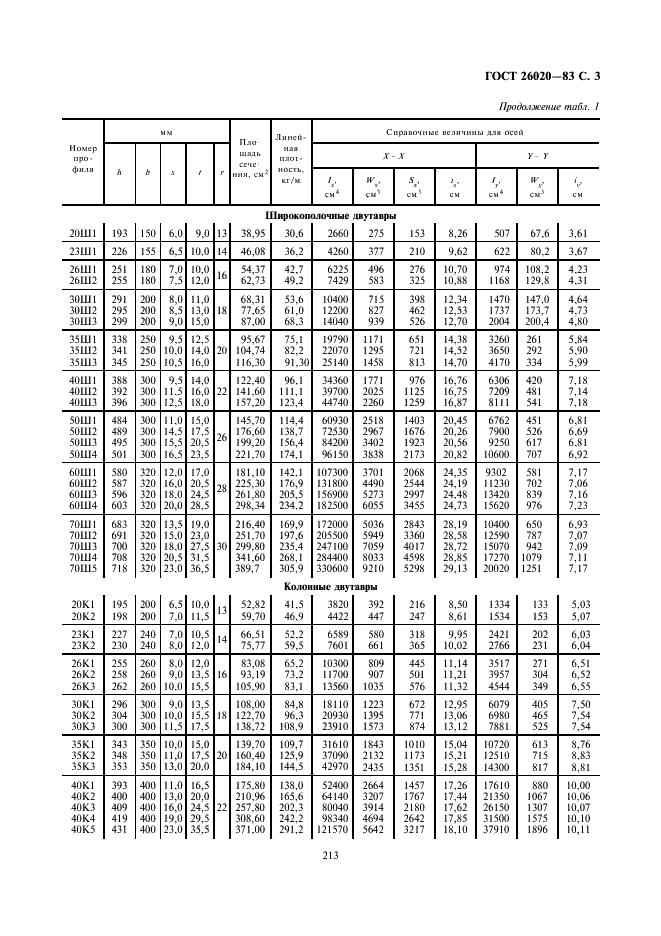 ГОСТ 26020—83 С. 3
Продолжение табл. 1
Номер профиля | мм | Площадь сечения, см² | Линейная плотность, кг/м | Справочные величины для осей
X - X | Y - Y
h | b | s | t | r | Ix, см⁴ | Wx, см³ | Sx, см³ | ix, см | Iy, см⁴ | Wy, см³ | iy, см
Широкополочные двутавры
20Ш1 193 150 6,0 9,0 13 38,95 30,6 2660 275 153 8,26 507 67,6 3,61
23Ш1 226 155 6,5 10,0 14 46,08 36,2 4260 377 210 9,62 622 80,2 3,67
26Ш1 251 180 7,0 10,0 16 54,37 42,7 6225 496 276 10,70 974 108,2 4,23
26Ш2 255 180 7,5 12,0 62,73 49,2 7429 583 325 10,88 1168 129,8 4,31
30Ш1 291 200 8,0 11,0 68,31 53,6 10400 715 398 12,34 1470 147,0 4,64
30Ш2 295 200 8,5 13,0 18 77,65 61,0 12200 827 462 12,53 1737 173,7 4,73
30Ш3 299 200 9,0 15,0 87,00 68,3 14040 939 526 12,70 2004 200,4 4,80
35Ш1 338 250 9,5 12,5 95,67 75,1 19790 1171 651 14,38 3260 261 5,84
35Ш2 341 250 10,0 14,0 20 104,74 82,2 22070 1295 721 14,52 3650 292 5,90
35Ш3 345 250 10,5 16,0 116,30 91,30 25140 1458 813 14,70 4170 334 5,99
40Ш1 388 300 9,5 14,0 122,40 96,1 34360 1771 976 16,76 6306 420 7,18
40Ш2 392 300 11,5 16,0 22 141,60 111,1 39700 2025 1125 16,75 7209 481 7,14
40Ш3 396 300 12,5 18,0 157,20 123,4 44740 2260 1259 16,87 8111 541 7,18
50Ш1 484 300 11,0 15,0 145,70 114,4 60930 2518 1403 20,45 6762 451 6,81
50Ш2 489 300 14,5 17,5 26 176,60 138,7 72530 2967 1676 20,26 7900 526 6,69
50Ш3 495 300 15,5 20,5 199,20 156,4 84200 3402 1923 20,56 9250 617 6,81
50Ш4 501 300 16,5 23,5 221,70 174,1 96150 3838 2173 20,82 10600 707 6,92
60Ш1 580 320 12,0 17,0 181,10 142,1 107300 3701 2068 24,35 9302 581 7,17
60Ш2 587 320 16,0 20,5 28 225,30 176,9 131800 4490 2544 24,19 11230 702 7,06
60Ш3 596 320 18,0 24,5 261,80 205,5 156900 5273 2997 24,48 13420 839 7,16
60Ш4 603 320 20,0 28,5 298,34 234,2 182500 6055 3455 24,73 15620 976 7,23
70Ш1 683 320 13,5 19,0 216,40 169,9 172000 5036 2843 28,19 10400 650 6,93
70Ш2 691 320 15,0 23,0 251,70 197,6 205500 5949 3360 28,58 12590 787 7,07
70Ш3 700 320 18,0 27,5 30 299,80 235,4 247100 7059 4017 28,72 15070 942 7,09
70Ш4 708 320 20,5 31,5 341,60 268,1 284400 8033 4598 28,85 17270 1079 7,11
70Ш5 718 320 23,0 36,5 389,7 305,9 330600 9210 5298 29,13 20020 1251 7,17
Колонные двутавры
20К1 195 200 6,5 10,0 13 52,82 41,5 3820 392 216 8,50 1334 133 5,03
20К2 198 200 7,0 11,5 59,70 46,9 4422 447 247 8,61 1534 153 5,07
23К1 227 240 7,0 10,5 14 66,51 52,2 6589 580 318 9,95 2421 202 6,03
23К2 230 240 8,0 12,0 75,77 59,5 7601 661 365 10,02 2766 231 6,04
26К1 255 260 8,0 12,0 83,08 65,2 10300 809 445 11,14 3517 271 6,51
26К2 258 260 9,0 13,5 16 93,19 73,2 11700 907 501 11,21 3957 304 6,52
26К3 262 260 10,0 15,5 105,90 83,1 13560 1035 576 11,32 4544 349 6,55
30К1 296 300 9,0 13,5 108,00 84,8 18110 1223 672 12,95 6079 405 7,50
30К2 304 300 10,0 15,5 18 122,70 96,3 20930 1395 771 13,06 6980 465 7,54
30К3 300 300 11,5 17,5 138,72 108,9 23910 1573 874 13,12 7881 525 7,54
35К1 343 350 10,0 15,0 139,70 109,7 31610 1843 1010 15,04 10720 613 8,76
35К2 348 350 11,0 17,5 20 160,40 125,9 37090 2132 1173 15,21 12510 715 8,83
35К3 353 350 13,0 20,0 184,10 144,5 42970 2435 1351 15,28 14300 817 8,81
40К1 393 400 11,0 16,5 175,80 138,0 52400 2664 1457 17,26 17610 880 10,00
40К2 400 400 13,0 20,0 210,96 165,6 64140 3207 1767 17,44 21350 1067 10,06
40К3 409 400 16,0 24,5 22 257,80 202,3 80040 3914 2180 17,62 26150 1307 10,07
40К4 419 400 19,0 29,5 308,60 242,2 98340 4694 2642 17,85 31500 1575 10,10
40К5 431 400 23,0 35,5 371,00 291,2 121570 5642 3217 18,10 37910 1896 10,11
213